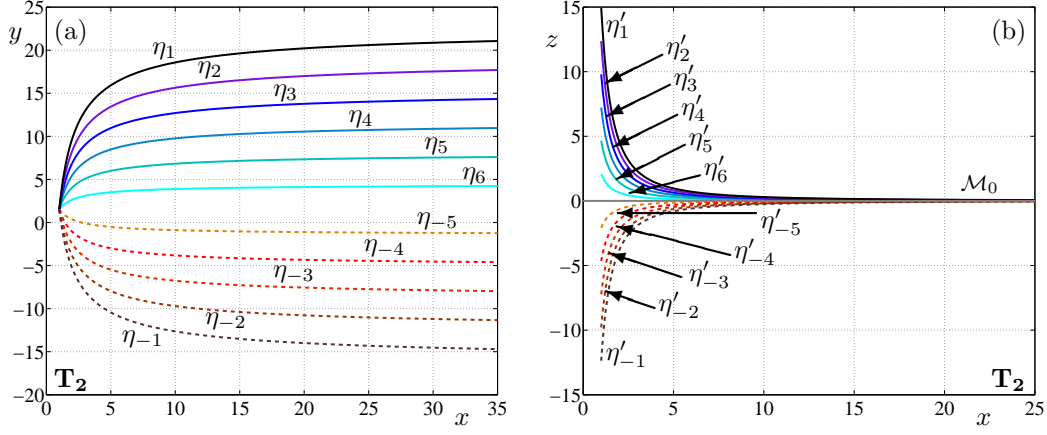 (a)
y
25
20
15
10
5
0
−5
−10
−15
−20
η₁
η₂
η₃
η₄
η₅
η₆
η₋₅
η₋₄
η₋₃
η₋₂
η₋₁
T₂
0 5 10 15 20 25 30 35
x
(b)
z
15
10
5
0
−5
−10
−15
η′₁
η′₂
η′₃
η′₄
η′₅
η′₆
M₀
η′₋₅
η′₋₄
η′₋₃
η′₋₂
η′₋₁
T₂
0 5 10 15 20 25
x